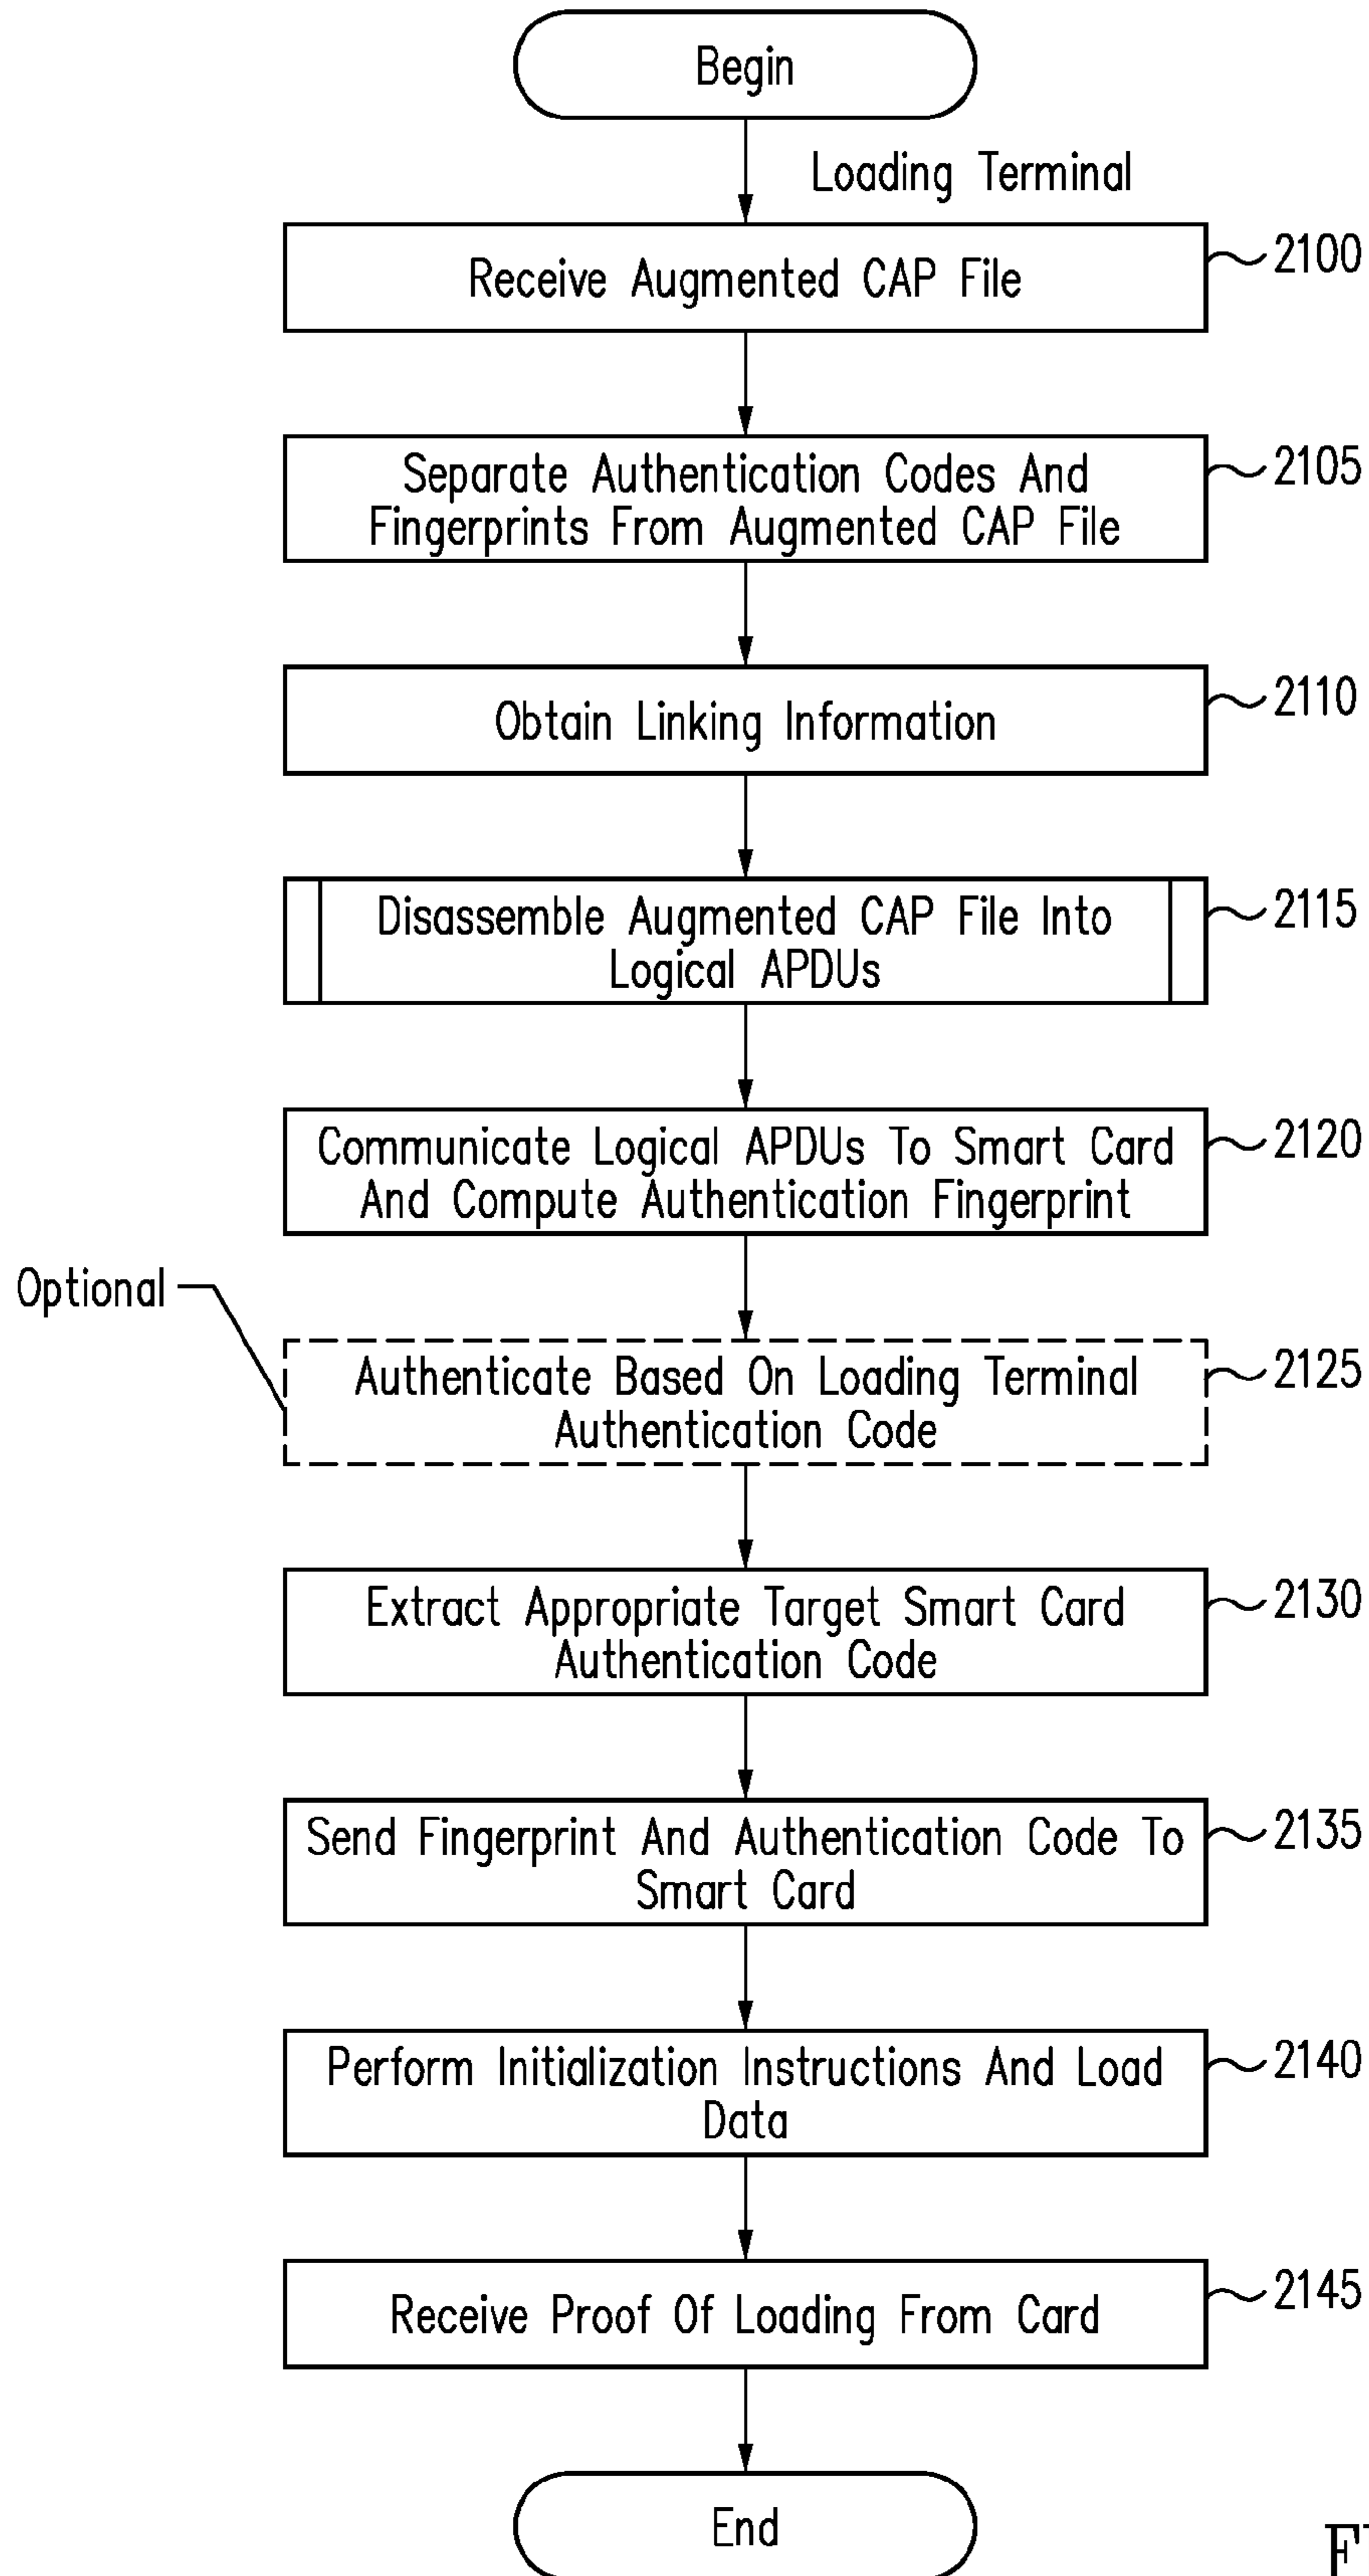 Begin
Loading Terminal
Receive Augmented CAP File
2100
Separate Authentication Codes And
Fingerprints From Augmented CAP File
2105
Obtain Linking Information
2110
Disassemble Augmented CAP File Into
Logical APDUs
2115
Communicate Logical APDUs To Smart Card
And Compute Authentication Fingerprint
2120
Optional
Authenticate Based On Loading Terminal
Authentication Code
2125
Extract Appropriate Target Smart Card
Authentication Code
2130
Send Fingerprint And Authentication Code To
Smart Card
2135
Perform Initialization Instructions And Load
Data
2140
Receive Proof Of Loading From Card
2145
End